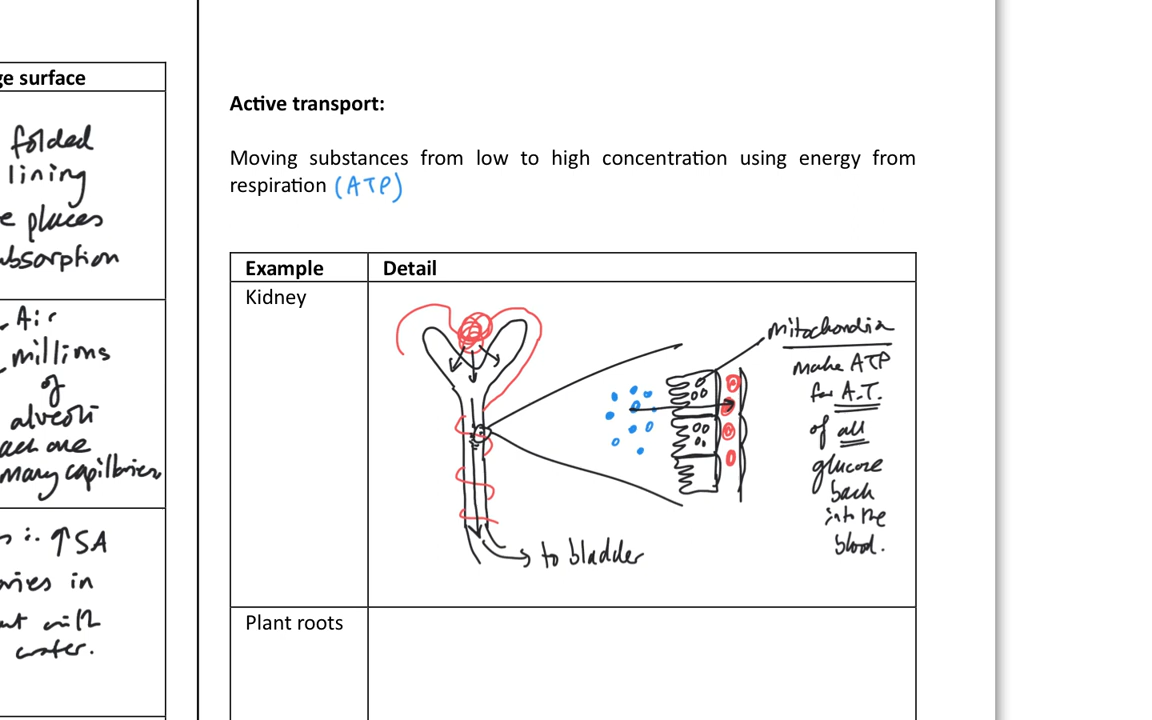 ge surface
folded
lining
e places
absorption
- Air
- millions
of
alveoli
ach one
many capillaries
∴ ↑SA
ries in
water.
Active transport:
Moving substances from low to high concentration using energy from
respiration (ATP)
Example Detail
Kidney
mitochondria
make ATP
for A.T.
of all
glucose
back
into the
blood.
to bladder
Plant roots